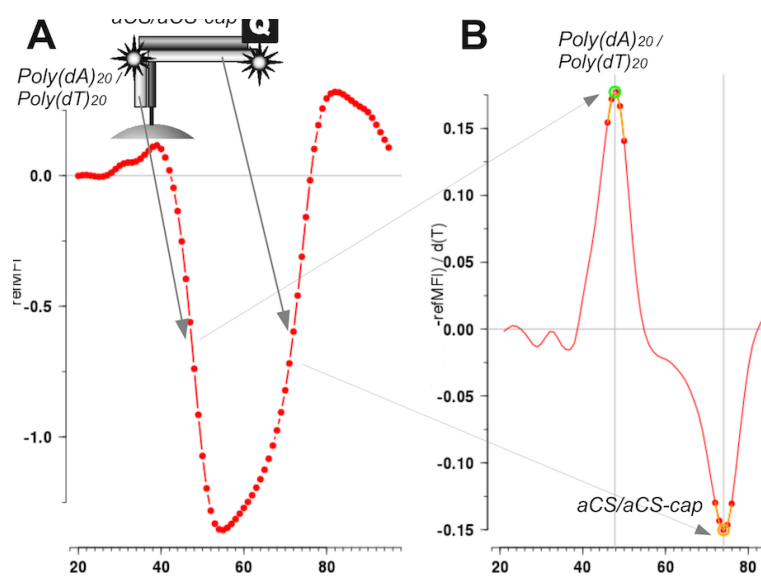 A
aCS/aCS-cap
Q
Poly(dA)20 /
Poly(dT)20
0.0
-0.5
-1.0
refMFI
20
40
60
80
B
Poly(dA)20 /
Poly(dT)20
0.15
0.10
0.05
0.00
-0.05
-0.10
-0.15
-refMFI) / d(T)
aCS/aCS-cap
20
40
60
80